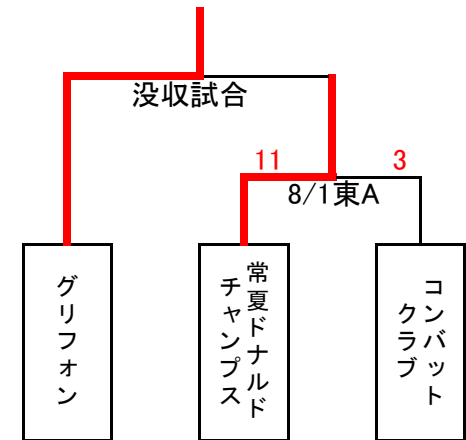 没収試合
11
3
8/1東A
グリフォン
常夏ドナルド
チャンプス
コンバット
クラブ